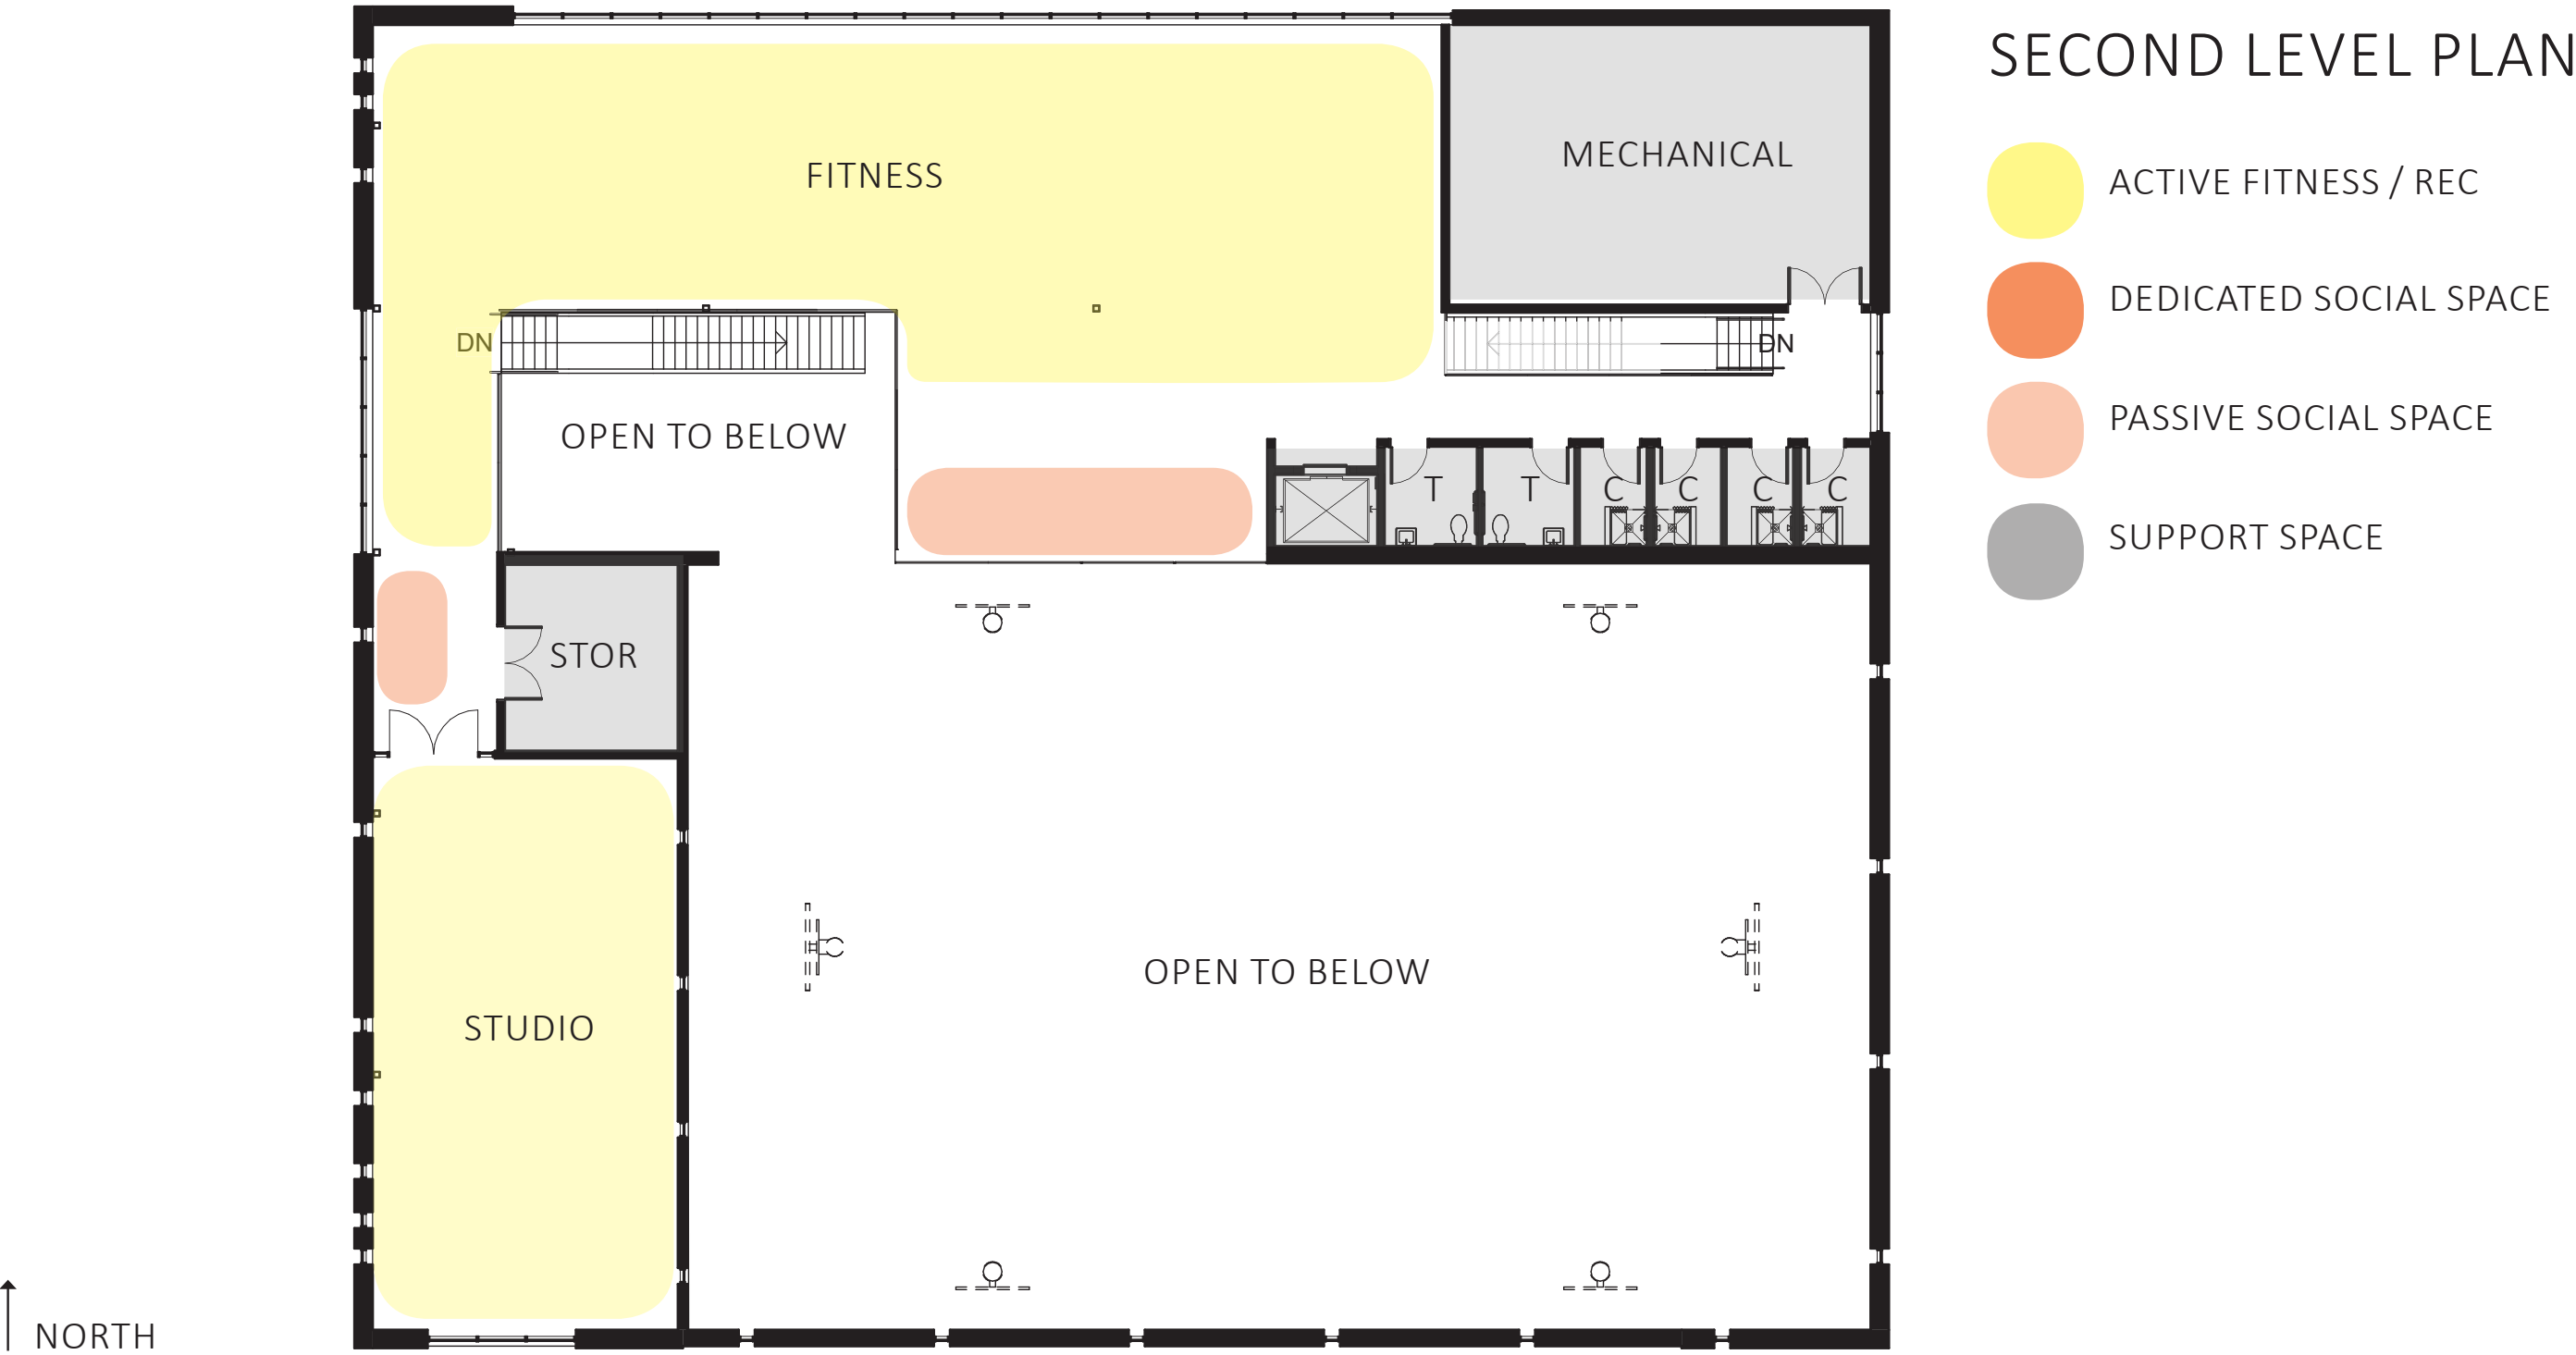 SECOND LEVEL PLAN
ACTIVE FITNESS / REC
DEDICATED SOCIAL SPACE
PASSIVE SOCIAL SPACE
SUPPORT SPACE
FITNESS
MECHANICAL
DN
DN
OPEN TO BELOW
T T C C C C
STOR
OPEN TO BELOW
STUDIO
NORTH